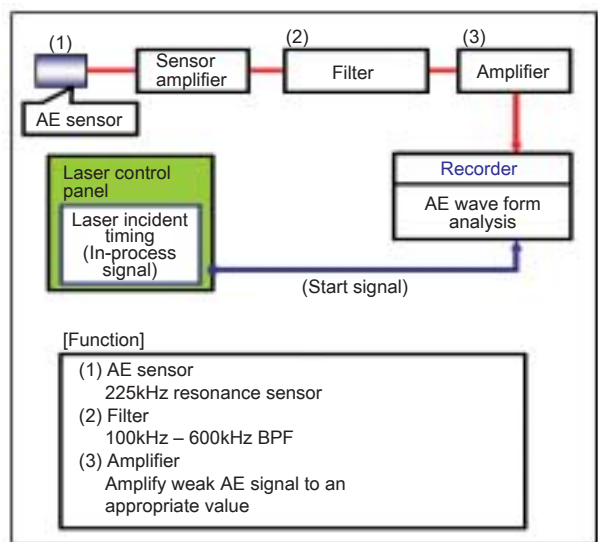 (1)
(2)
(3)
Sensor
amplifier
Filter
Amplifier
AE sensor
Laser control
panel
Laser incident
timing
(In-process
signal)
Recorder
AE wave form
analysis
(Start signal)
[Function]
(1) AE sensor
225kHz resonance sensor
(2) Filter
100kHz – 600kHz BPF
(3) Amplifier
Amplify weak AE signal to an
appropriate value